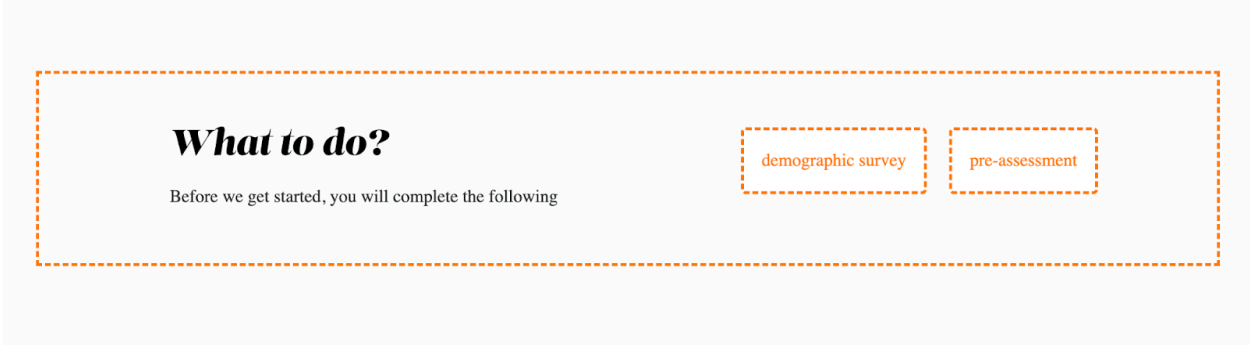 What to do?
Before we get started, you will complete the following
demographic survey
pre-assessment